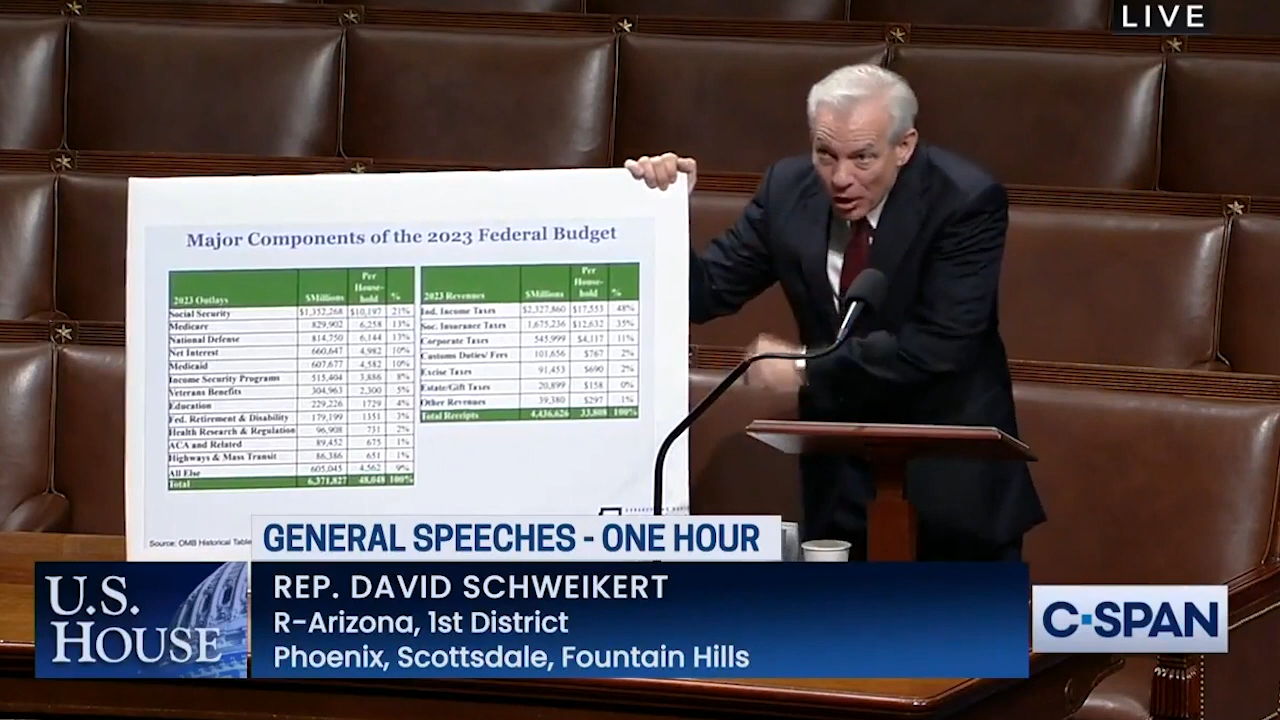 LIVE
Major Components of the 2023 Federal Budget
2023 Outlays $Millions Per House-hold %
Social Security $1,352,268 $10,197 21%
Medicare 829,902 6,258 13%
National Defense 814,750 6,144 13%
Net Interest 660,647 4,982 10%
Medicaid 607,677 4,582 10%
Income Security Programs 515,404 3,886 8%
Veterans Benefits 304,963 2,300 5%
Education 229,226 1729 4%
Fed. Retirement & Disability 179,199 1351 3%
Health Research & Regulation 96,908 731 2%
ACA and Related 89,452 675 1%
Highways & Mass Transit 86,386 651 1%
All Else 605,045 4,562 9%
Total 6,371,827 48,048 100%
2023 Revenues $Millions Per House-hold %
Ind. Income Taxes $2,327,860 $17,553 48%
Soc. Insurance Taxes 1,675,236 $12,632 35%
Corporate Taxes 545,999 $4,117 11%
Customs Duties/ Fees 101,656 $767 2%
Excise Taxes 91,453 $690 2%
Estate/Gift Taxes 20,899 $158 0%
Other Revenues 39,380 $297 1%
Total Receipts 4,436,626 33,808 100%
Source: OMB Historical Table
GENERAL SPEECHES - ONE HOUR
U.S. HOUSE
REP. DAVID SCHWEIKERT
R-Arizona, 1st District
Phoenix, Scottsdale, Fountain Hills
C-SPAN